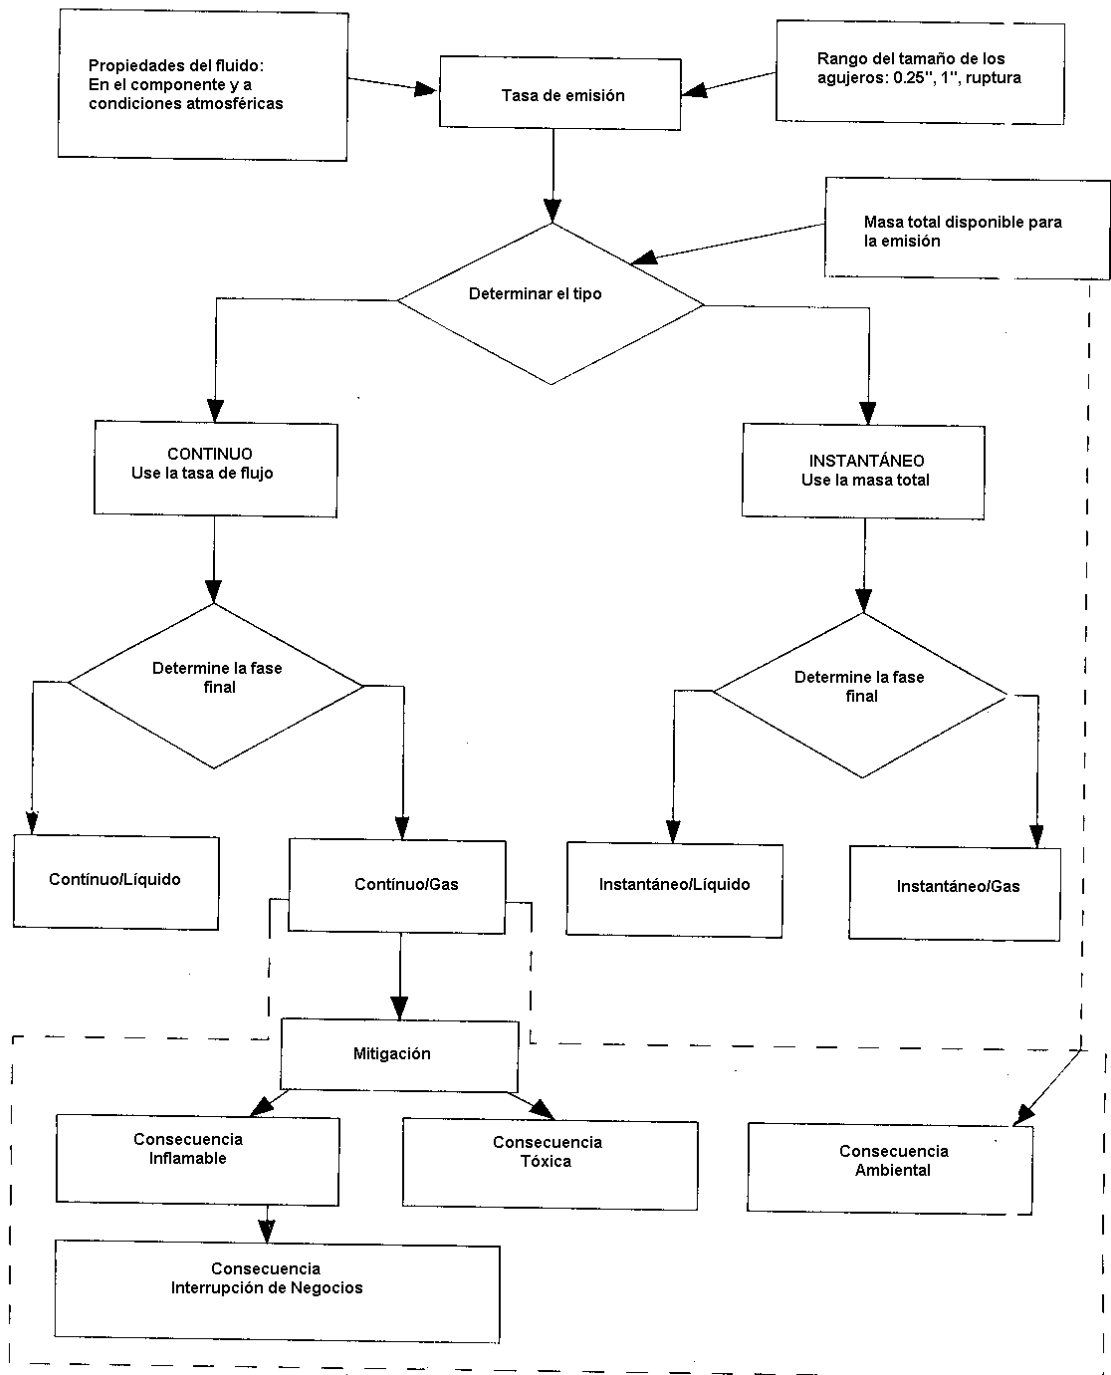 Propiedades del fluido:
En el componente y a
condiciones atmosféricas
Tasa de emisión
Rango del tamaño de los
agujeros: 0.25", 1", ruptura
Masa total disponible para
la emisión
Determinar el tipo
CONTINUO
Use la tasa de flujo
INSTANTÁNEO
Use la masa total
Determine la fase
final
Determine la fase
final
Contínuo/Líquido
Contínuo/Gas
Instantáneo/Líquido
Instantáneo/Gas
Mitigación
Consecuencia
Inflamable
Consecuencia
Tóxica
Consecuencia
Ambiental
Consecuencia
Interrupción de Negocios